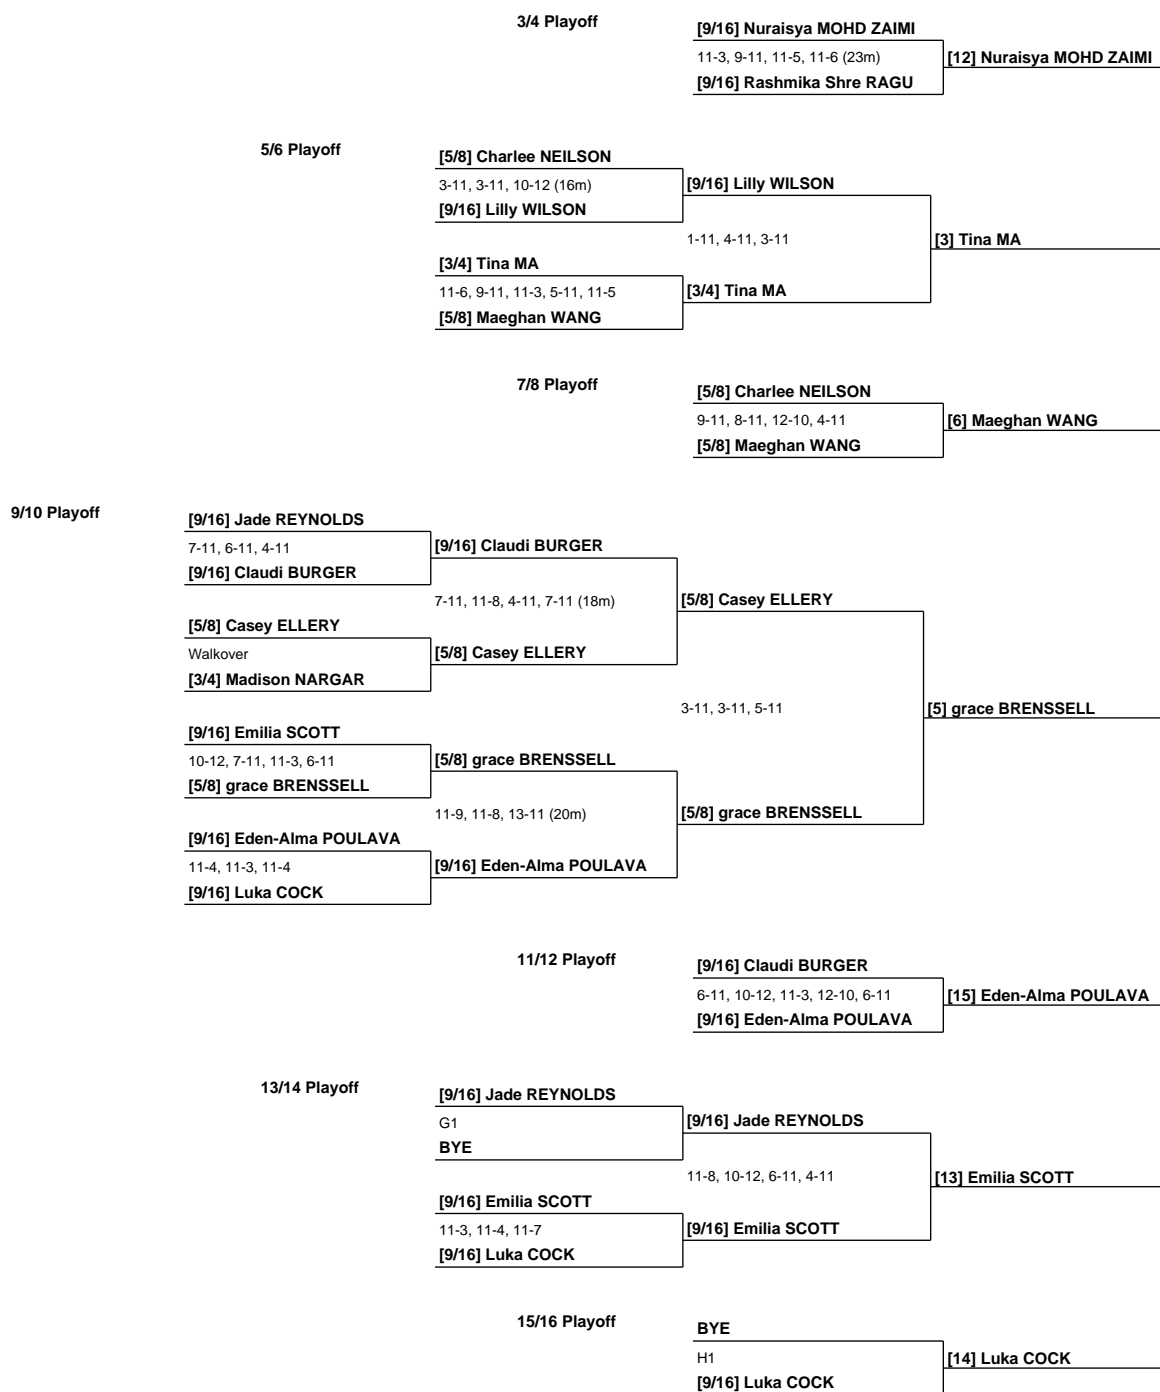 3/4 Playoff
[9/16] Nuraisya MOHD ZAIMI
11-3, 9-11, 11-5, 11-6 (23m)
[12] Nuraisya MOHD ZAIMI
[9/16] Rashmika Shre RAGU
5/6 Playoff
[5/8] Charlee NEILSON
3-11, 3-11, 10-12 (16m)
[9/16] Lilly WILSON
[9/16] Lilly WILSON
1-11, 4-11, 3-11
[3] Tina MA
[3/4] Tina MA
11-6, 9-11, 11-3, 5-11, 11-5
[3/4] Tina MA
[5/8] Maeghan WANG
7/8 Playoff
[5/8] Charlee NEILSON
9-11, 8-11, 12-10, 4-11
[6] Maeghan WANG
[5/8] Maeghan WANG
9/10 Playoff
[9/16] Jade REYNOLDS
7-11, 6-11, 4-11
[9/16] Claudi BURGER
[9/16] Claudi BURGER
7-11, 11-8, 4-11, 7-11 (18m)
[5/8] Casey ELLERY
[5/8] Casey ELLERY
Walkover
[5/8] Casey ELLERY
[3/4] Madison NARGAR
3-11, 3-11, 5-11
[5] grace BRENSSELL
[9/16] Emilia SCOTT
10-12, 7-11, 11-3, 6-11
[5/8] grace BRENSSELL
[5/8] grace BRENSSELL
11-9, 11-8, 13-11 (20m)
[5/8] grace BRENSSELL
[9/16] Eden-Alma POULAVA
11-4, 11-3, 11-4
[9/16] Eden-Alma POULAVA
[9/16] Luka COCK
11/12 Playoff
[9/16] Claudi BURGER
6-11, 10-12, 11-3, 12-10, 6-11
[15] Eden-Alma POULAVA
[9/16] Eden-Alma POULAVA
13/14 Playoff
[9/16] Jade REYNOLDS
G1
[9/16] Jade REYNOLDS
BYE
11-8, 10-12, 6-11, 4-11
[13] Emilia SCOTT
[9/16] Emilia SCOTT
11-3, 11-4, 11-7
[9/16] Emilia SCOTT
[9/16] Luka COCK
15/16 Playoff
BYE
H1
[14] Luka COCK
[9/16] Luka COCK